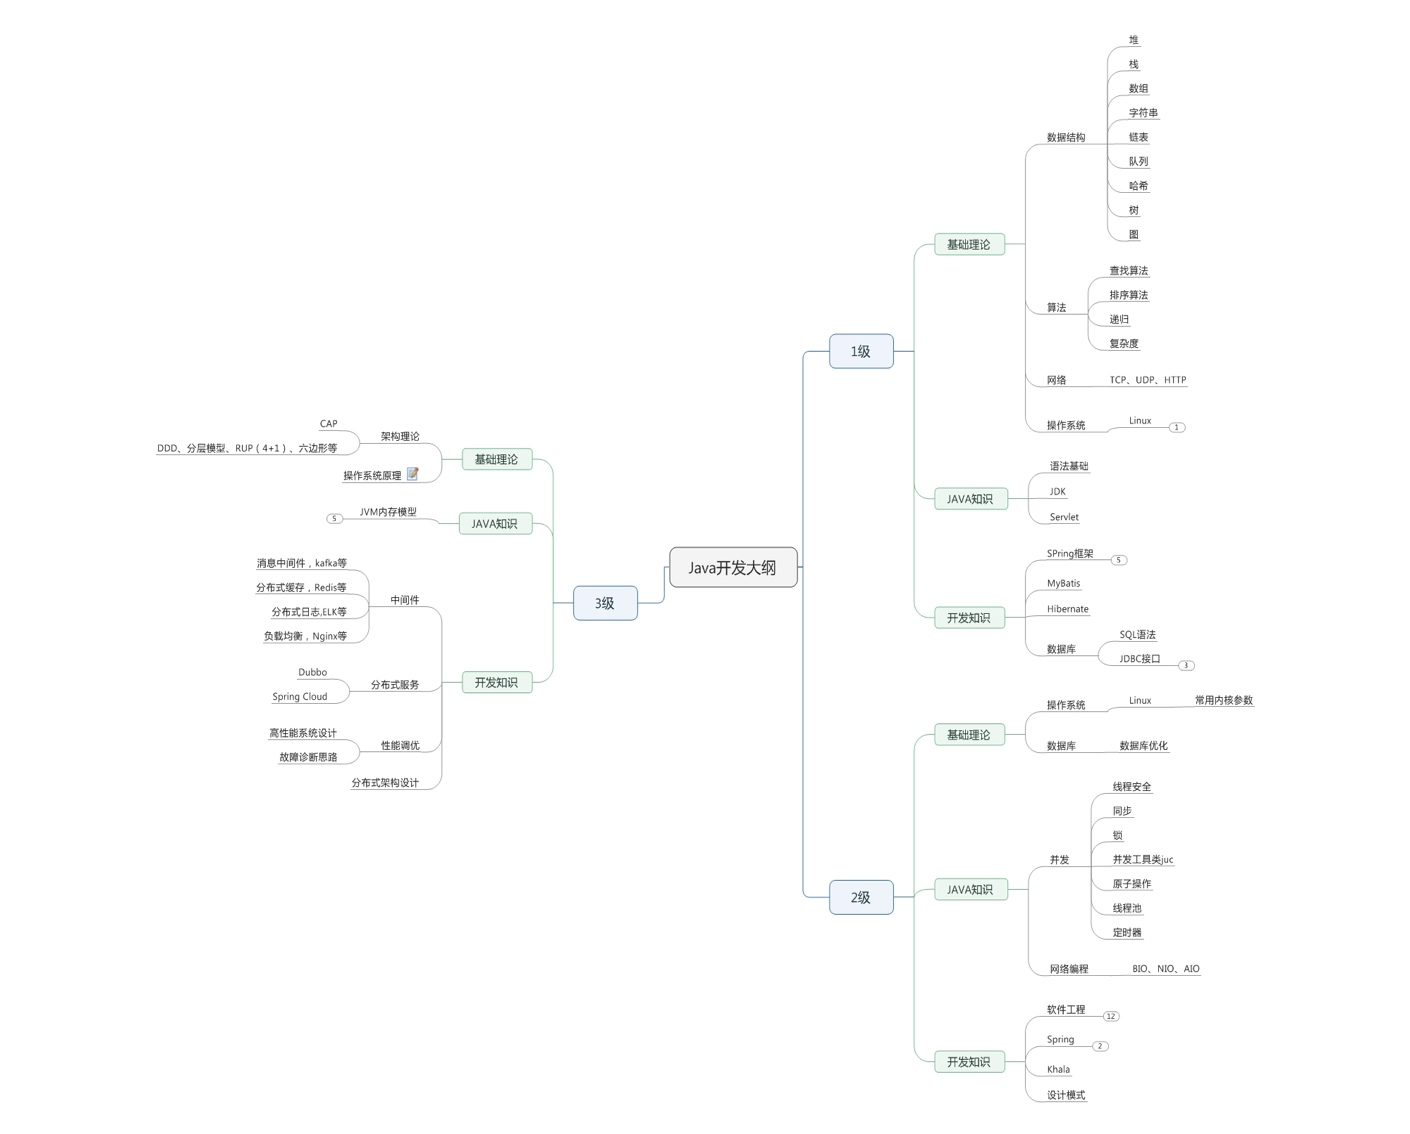 Java开发大纲
1级
基础理论
数据结构
堆
栈
数组
字符串
链表
队列
哈希
树
图
算法
查找算法
排序算法
递归
复杂度
网络
TCP、UDP、HTTP
操作系统
Linux
1
JAVA知识
语法基础
JDK
Servlet
开发知识
SPring框架
5
MyBatis
Hibernate
数据库
SQL语法
JDBC接口
3
2级
基础理论
操作系统
Linux
常用内核参数
数据库
数据库优化
JAVA知识
并发
线程安全
同步
锁
并发工具类juc
原子操作
线程池
定时器
网络编程
BIO、NIO、AIO
开发知识
软件工程
12
Spring
2
Khala
设计模式
3级
基础理论
架构理论
CAP
DDD、分层模型、RUP（4+1）、六边形等
操作系统原理
JAVA知识
JVM内存模型
5
开发知识
中间件
消息中间件，kafka等
分布式缓存，Redis等
分布式日志,ELK等
负载均衡，Nginx等
分布式服务
Dubbo
Spring Cloud
性能调优
高性能系统设计
故障诊断思路
分布式架构设计